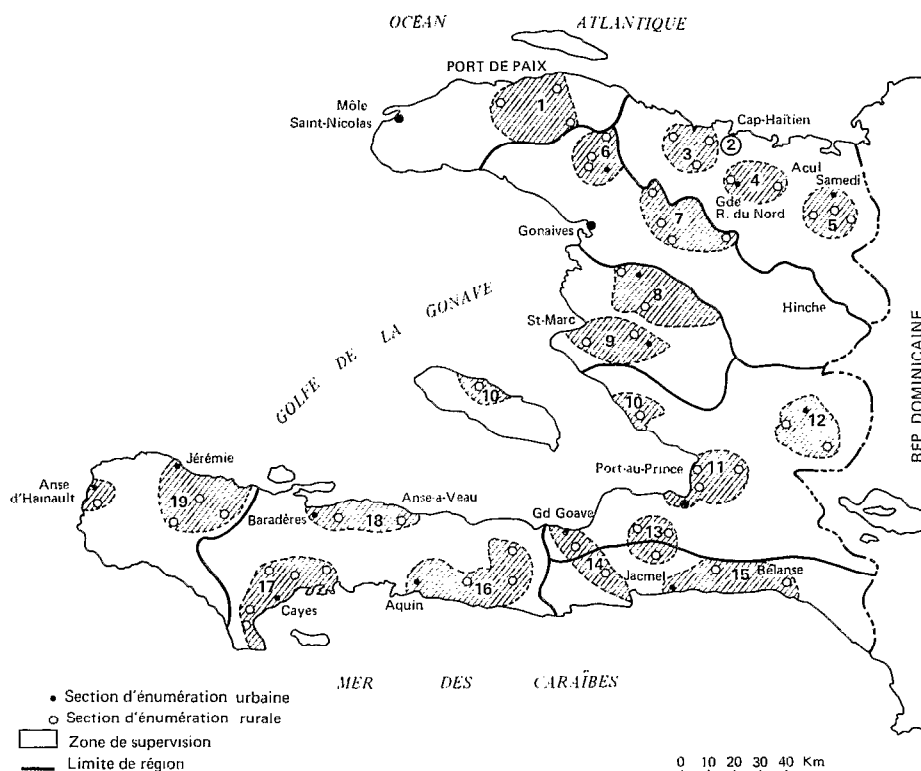 OCÉAN ATLANTIQUE
PORT DE PAIX
Môle
Saint-Nicolas
1
Cap-Haïtien
2
6
3
4
Acul
Samedi
Gde
R. du Nord
5
7
Gonaives
8
Hinche
St-Marc
9
GOLFE DE LA GONAVE
10
10
12
REP DOMINICAINE
Port-au-Prince
11
Jérémie
Anse
d'Hainault
19
Anse-a-Veau
Baradères
18
Gd Goave
13
14
Jacmel
15
Bélanse
17
Cayes
Aquin
16
MER DES CARAÏBES
Section d'énumération urbaine
Section d'énumération rurale
Zone de supervision
Limite de région
0 10 20 30 40 Km